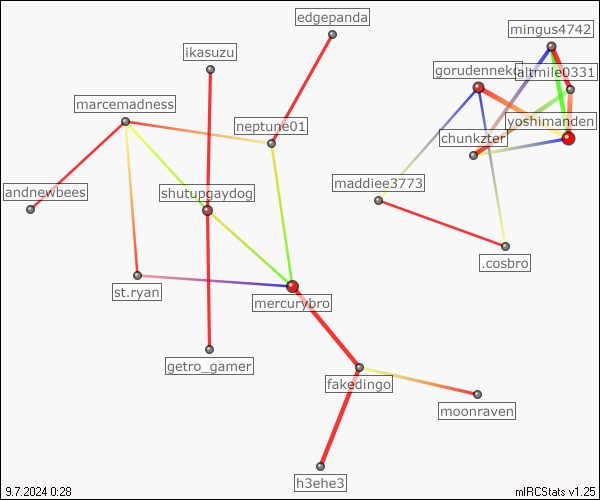 edgepanda
mingus4742
ikasuzu
gorudenneko
altmile0331
marcemadness
neptune01
yoshimanden
chunkzter
maddiee3773
andnewbees
shutupgaydog
.cosbro
st.ryan
mercurybro
getro_gamer
fakedingo
moonraven
h3ehe3
9.7.2024 0:28
mIRCStats v1.25